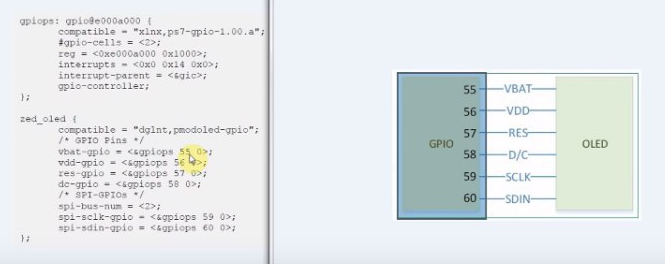 gpiops: gpio@e000a000 {
compatible = "xlnx,ps7-gpio-1.00.a";
#gpio-cells = <2>;
reg = <0xe000a000 0x1000>;
interrupts = <0x0 0x14 0x0>;
interrupt-parent = <&gic>;
gpio-controller;
};
zed_oled {
compatible = "dglnt,pmodoled-gpio";
/* GPIO Pins */
vbat-gpio = <&gpiops 55 0>;
vdd-gpio = <&gpiops 56 0>;
res-gpio = <&gpiops 57 0>;
dc-gpio = <&gpiops 58 0>;
/* SPI-GPIOs */
spi-bus-num = <2>;
spi-sclk-gpio = <&gpiops 59 0>;
spi-sdin-gpio = <&gpiops 60 0>;
};
GPIO
55 VBAT
56 VDD
57 RES
58 D/C
59 SCLK
60 SDIN
OLED